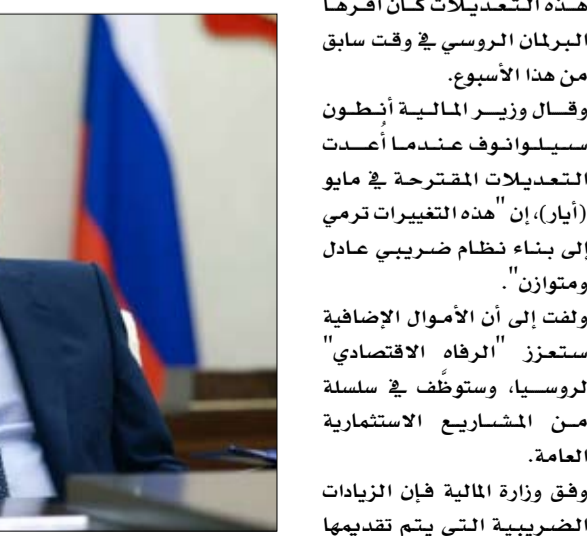 هذه التعديلات كان أقرها
البرلمان الروسي في وقت سابق
من هذا الأسبوع.
وقال وزير المالية أنطون
سيلوانوف عندما أُعدت
التعديلات المقترحة في مايو
(أيار)، إن "هذه التغييرات ترمي
إلى بناء نظام ضريبي عادل
ومتوازن".
ولفت إلى أن الأموال الإضافية
ستعزز "الرفاه الاقتصادي"
لروسيا، وستوظَّف في سلسلة
من المشاريع الاستثمارية
العامة.
وفق وزارة المالية فإن الزيادات
الضريبية التي يتم تقديمها